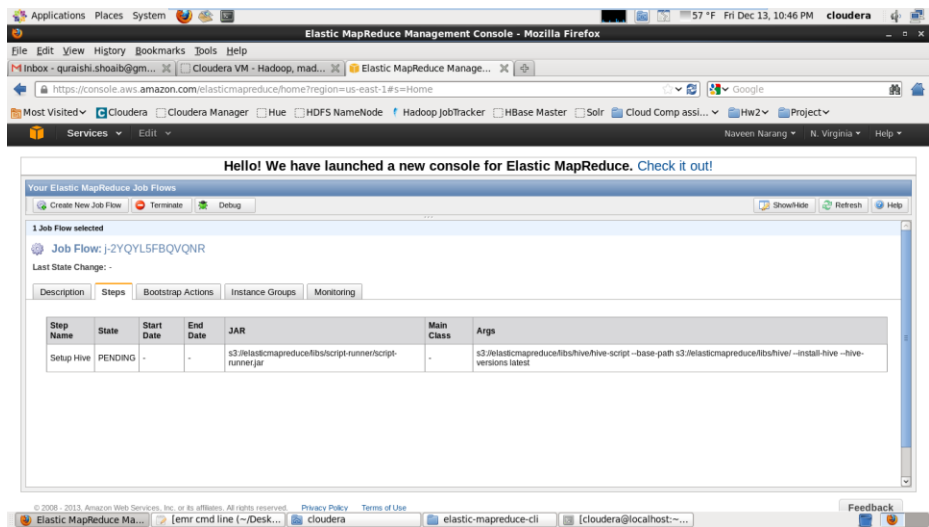 Applications Places System 57 °F Fri Dec 13, 10:46 PM cloudera
Elastic MapReduce Management Console - Mozilla Firefox
File Edit View History Bookmarks Tools Help
Inbox - quraishi.shoaib@gm... Cloudera VM - Hadoop, mad... Elastic MapReduce Manage...
https://console.aws.amazon.com/elasticmapreduce/home?region=us-east-1#s=Home Google
Most Visited Cloudera Cloudera Manager Hue HDFS NameNode Hadoop JobTracker HBase Master Solr Cloud Comp assi... Hw2 Project
Services Edit Naveen Narang N. Virginia Help
Hello! We have launched a new console for Elastic MapReduce. Check it out!
Your Elastic MapReduce Job Flows
Create New Job Flow Terminate Debug Show/Hide Refresh Help
1 Job Flow selected
Job Flow: j-2YQYL5FBQVQNR
Last State Change: -
Description Steps Bootstrap Actions Instance Groups Monitoring
Step Name State Start Date End Date JAR Main Class Args
Setup Hive PENDING - - s3://elasticmapreduce/libs/script-runner/script-runner.jar - s3://elasticmapreduce/libs/hive/hive-script --base-path s3://elasticmapreduce/libs/hive/ --install-hive --hive-versions latest
© 2008 - 2013, Amazon Web Services, Inc. or its affiliates. All rights reserved. Privacy Policy Terms of Use Feedback
Elastic MapReduce Ma... [emr cmd line (~/Desk... cloudera elastic-mapreduce-cli [cloudera@localhost:~...